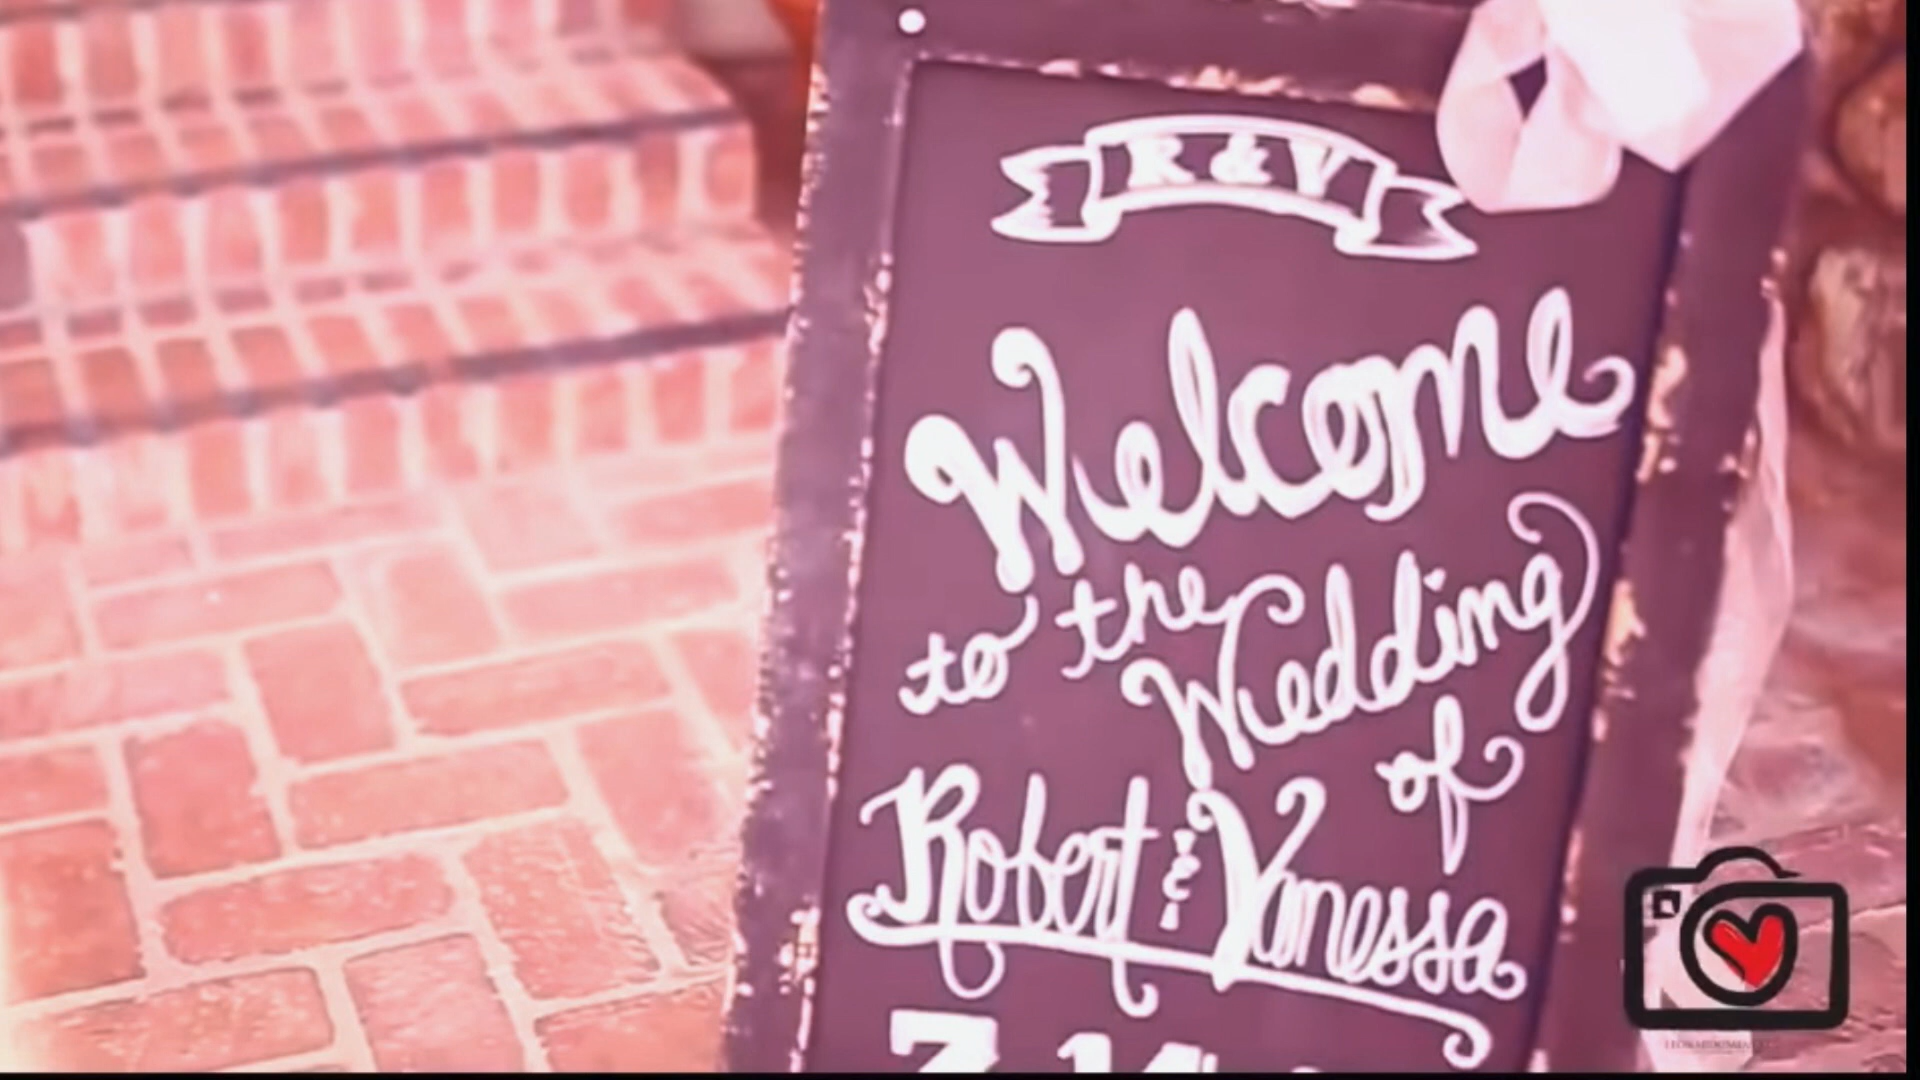 R & V
Welcome
to the
Wedding
of
Robert & Vanessa